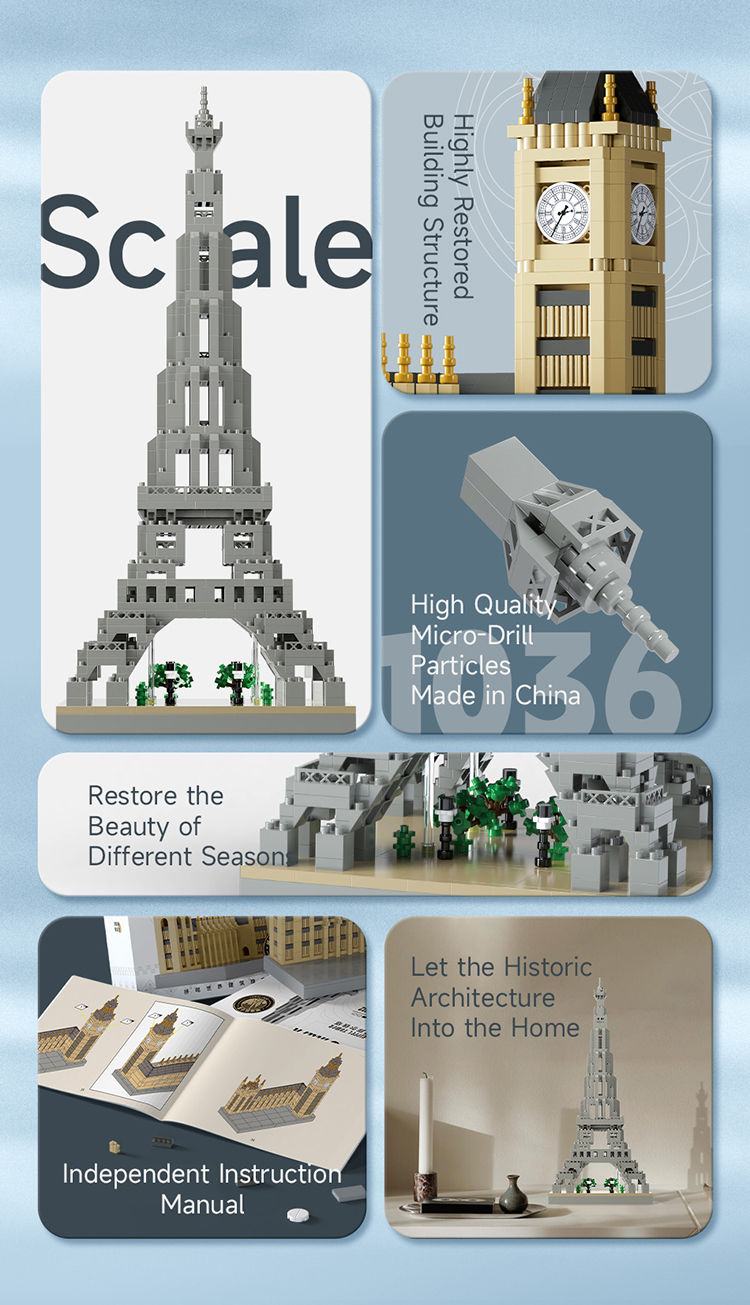 Scale
Highly Restored
Building Structure
High Quality
Micro-Drill
Particles
Made in China
1036
Restore the
Beauty of
Different Seasons
Independent Instruction
Manual
Let the Historic
Architecture
Into the Home